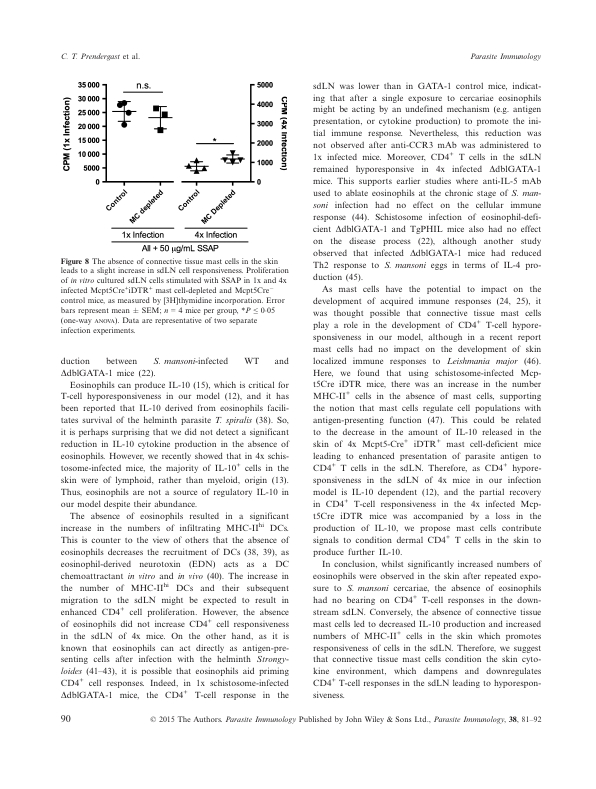 C. T. Prendergast et al.
Parasite Immunology
35 000
30 000
25 000
20 000
15 000
10 000
5000
0
CPM (1x Infection)
n.s.
*
5000
4000
3000
2000
1000
0
CPM (4x Infection)
Control
MC depleted
Control
MC Depleted
1x Infection
4x Infection
All + 50 µg/mL SSAP
Figure 8 The absence of connective tissue mast cells in the skin
leads to a slight increase in sdLN cell responsiveness. Proliferation
of in vitro cultured sdLN cells stimulated with SSAP in 1x and 4x
infected Mcpt5Cre⁺iDTR⁺ mast cell-depleted and Mcpt5Cre⁻
control mice, as measured by [3H]thymidine incorporation. Error
bars represent mean ± SEM; n = 4 mice per group, *P ≤ 0·05
(one-way ANOVA). Data are representative of two separate
infection experiments.
duction between S. mansoni-infected WT and
ΔdblGATA-1 mice (22).
Eosinophils can produce IL-10 (15), which is critical for
T-cell hyporesponsiveness in our model (12), and it has
been reported that IL-10 derived from eosinophils facili-
tates survival of the helminth parasite T. spiralis (38). So,
it is perhaps surprising that we did not detect a significant
reduction in IL-10 cytokine production in the absence of
eosinophils. However, we recently showed that in 4x schis-
tosome-infected mice, the majority of IL-10⁺ cells in the
skin were of lymphoid, rather than myeloid, origin (13).
Thus, eosinophils are not a source of regulatory IL-10 in
our model despite their abundance.
The absence of eosinophils resulted in a significant
increase in the numbers of infiltrating MHC-IIʰⁱ DCs.
This is counter to the view of others that the absence of
eosinophils decreases the recruitment of DCs (38, 39), as
eosinophil-derived neurotoxin (EDN) acts as a DC
chemoattractant in vitro and in vivo (40). The increase in
the number of MHC-IIʰⁱ DCs and their subsequent
migration to the sdLN might be expected to result in
enhanced CD4⁺ cell proliferation. However, the absence
of eosinophils did not increase CD4⁺ cell responsiveness
in the sdLN of 4x mice. On the other hand, as it is
known that eosinophils can act directly as antigen-pre-
senting cells after infection with the helminth Strongy-
loides (41–43), it is possible that eosinophils aid priming
CD4⁺ cell responses. Indeed, in 1x schistosome-infected
ΔdblGATA-1 mice, the CD4⁺ T-cell response in the
sdLN was lower than in GATA-1 control mice, indicat-
ing that after a single exposure to cercariae eosinophils
might be acting by an undefined mechanism (e.g. antigen
presentation, or cytokine production) to promote the ini-
tial immune response. Nevertheless, this reduction was
not observed after anti-CCR3 mAb was administered to
1x infected mice. Moreover, CD4⁺ T cells in the sdLN
remained hyporesponsive in 4x infected ΔdblGATA-1
mice. This supports earlier studies where anti-IL-5 mAb
used to ablate eosinophils at the chronic stage of S. man-
soni infection had no effect on the cellular immune
response (44). Schistosome infection of eosinophil-defi-
cient ΔdblGATA-1 and TgPHIL mice also had no effect
on the disease process (22), although another study
observed that infected ΔdblGATA-1 mice had reduced
Th2 response to S. mansoni eggs in terms of IL-4 pro-
duction (45).
As mast cells have the potential to impact on the
development of acquired immune responses (24, 25), it
was thought possible that connective tissue mast cells
play a role in the development of CD4⁺ T-cell hypore-
sponsiveness in our model, although in a recent report
mast cells had no impact on the development of skin
localized immune responses to Leishmania major (46).
Here, we found that using schistosome-infected Mcp-
t5Cre iDTR mice, there was an increase in the number
MHC-II⁺ cells in the absence of mast cells, supporting
the notion that mast cells regulate cell populations with
antigen-presenting function (47). This could be related
to the decrease in the amount of IL-10 released in the
skin of 4x Mcpt5-Cre⁺ iDTR⁺ mast cell-deficient mice
leading to enhanced presentation of parasite antigen to
CD4⁺ T cells in the sdLN. Therefore, as CD4⁺ hypore-
sponsiveness in the sdLN of 4x mice in our infection
model is IL-10 dependent (12), and the partial recovery
in CD4⁺ T-cell responsiveness in the 4x infected Mcp-
t5Cre iDTR mice was accompanied by a loss in the
production of IL-10, we propose mast cells contribute
signals to condition dermal CD4⁺ T cells in the skin to
produce further IL-10.
In conclusion, whilst significantly increased numbers of
eosinophils were observed in the skin after repeated expo-
sure to S. mansoni cercariae, the absence of eosinophils
had no bearing on CD4⁺ T-cell responses in the down-
stream sdLN. Conversely, the absence of connective tissue
mast cells led to decreased IL-10 production and increased
numbers of MHC-II⁺ cells in the skin which promotes
responsiveness of cells in the sdLN. Therefore, we suggest
that connective tissue mast cells condition the skin cyto-
kine environment, which dampens and downregulates
CD4⁺ T-cell responses in the sdLN leading to hyporespon-
siveness.
90
© 2015 The Authors. Parasite Immunology Published by John Wiley & Sons Ltd., Parasite Immunology, 38, 81–92